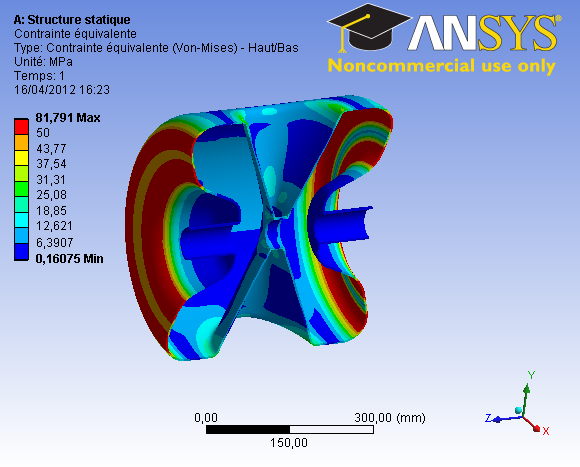 A: Structure statique
Contrainte équivalente
Type: Contrainte équivalente (Von-Mises) - Haut/Bas
Unité: MPa
Temps: 1
16/04/2012 16:23
ANSYS®
Noncommercial use only
81,791 Max
50
43,77
37,54
31,31
25,08
18,85
12,621
6,3907
0,16075 Min
0,00
300,00 (mm)
150,00
Y
Z
X